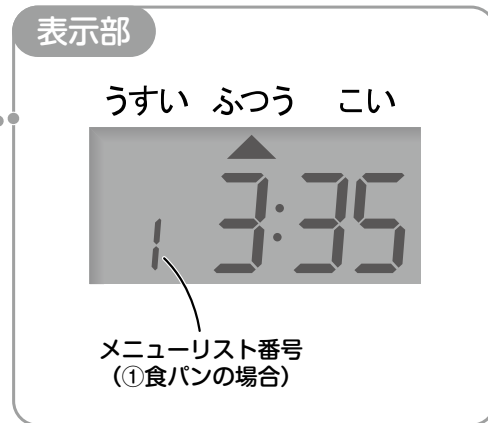 表示部
うすい ふつう こい
1 3:35
メニューリスト番号
（①食パンの場合）